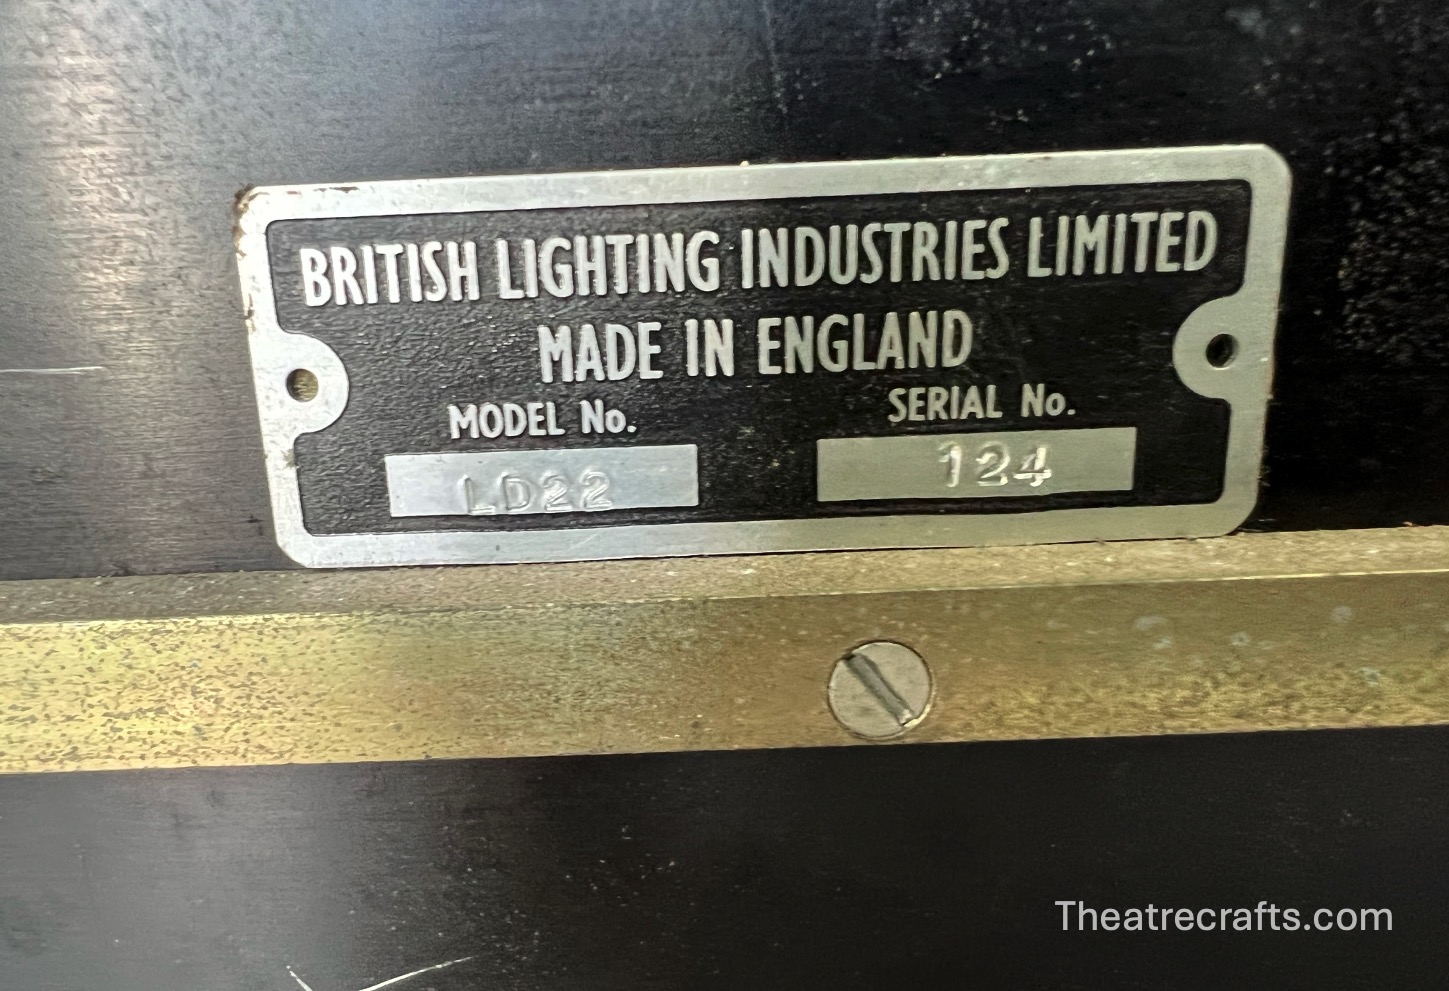 BRITISH LIGHTING INDUSTRIES LIMITED
MADE IN ENGLAND
MODEL No. SERIAL No.
LD22 124
Theatrecrafts.com